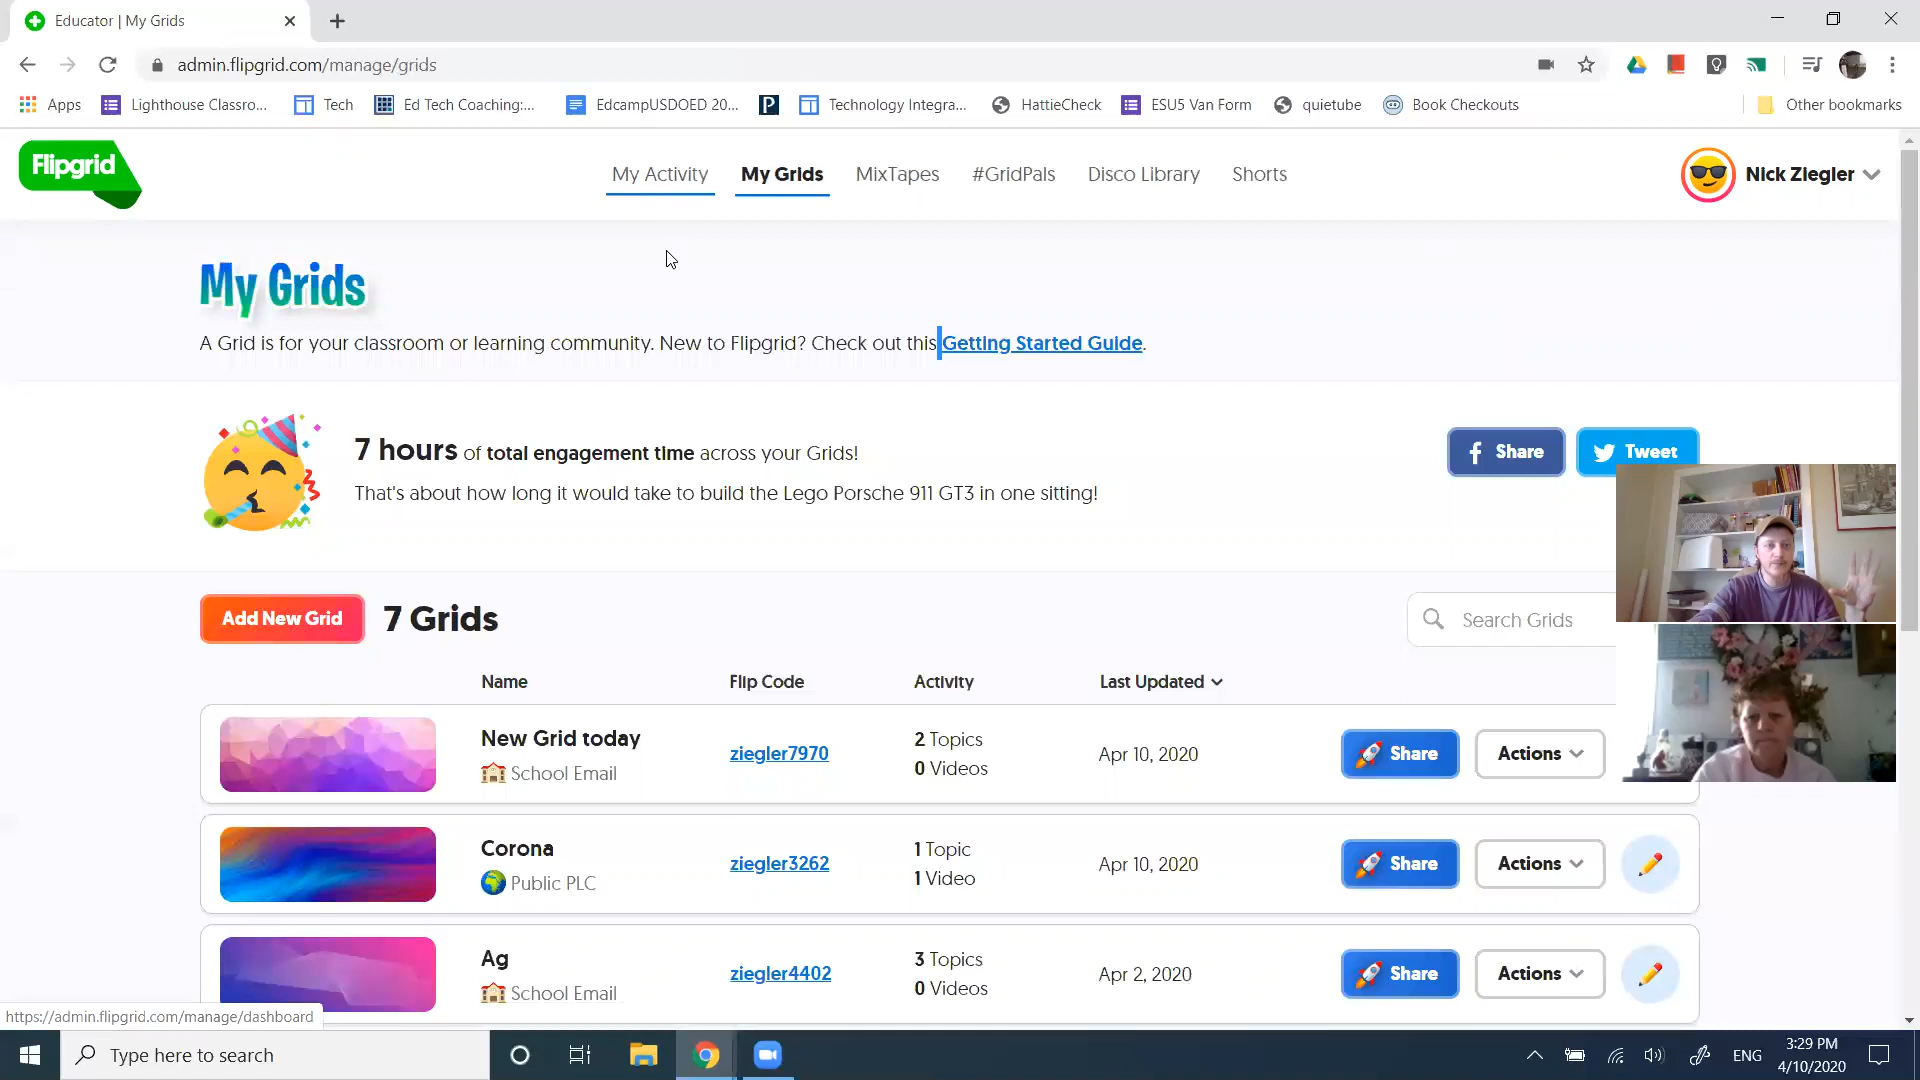 Educator | My Grids
admin.flipgrid.com/manage/grids
Apps Lighthouse Classro... Tech Ed Tech Coaching:... EdcampUSDOED 20... P Technology Integra... HattieCheck ESU5 Van Form quietube Book Checkouts Other bookmarks
Flipgrid
My Activity My Grids MixTapes #GridPals Disco Library Shorts Nick Ziegler
My Grids
A Grid is for your classroom or learning community. New to Flipgrid? Check out this Getting Started Guide.
7 hours of total engagement time across your Grids!
That's about how long it would take to build the Lego Porsche 911 GT3 in one sitting!
Share Tweet
Add New Grid 7 Grids Search Grids
Name Flip Code Activity Last Updated
New Grid today
School Email
ziegler7970
2 Topics
0 Videos
Apr 10, 2020
Share Actions
Corona
Public PLC
ziegler3262
1 Topic
1 Video
Apr 10, 2020
Share Actions
Ag
School Email
ziegler4402
3 Topics
0 Videos
Apr 2, 2020
Share Actions
https://admin.flipgrid.com/manage/dashboard
Type here to search
ENG
3:29 PM
4/10/2020